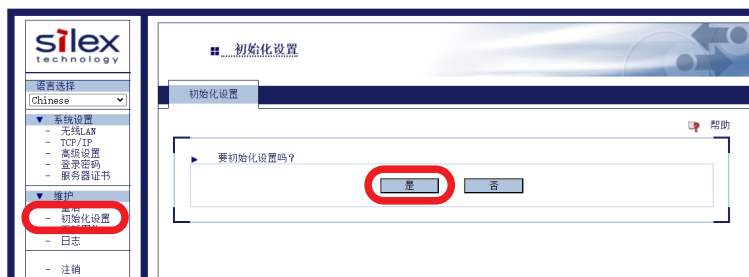 silex
technology
语言选择
Chinese
▼ 系统设置
- 无线LAN
- TCP/IP
- 高级设置
- 登录密码
- 服务器证书
▼ 维护
- 初始化设置
- 日志
- 注销
初始化设置
初始化设置
帮助
要初始化设置吗？
是
否